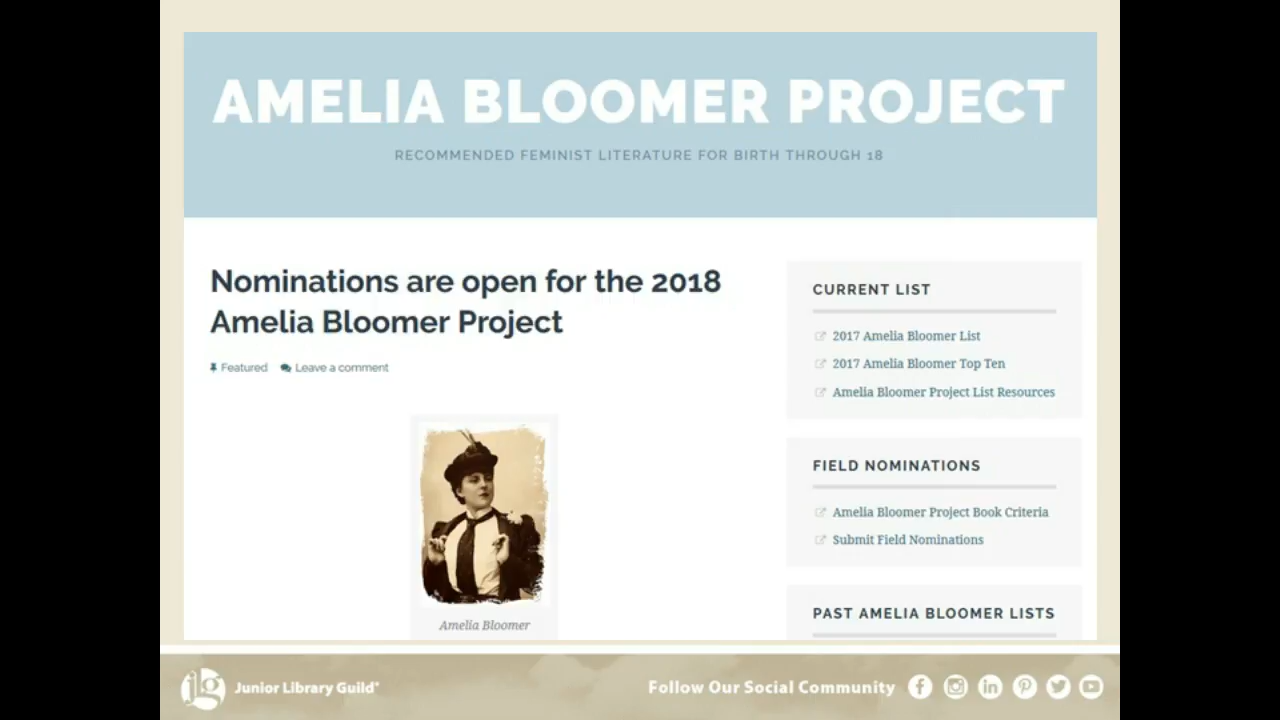 AMELIA BLOOMER PROJECT
RECOMMENDED FEMINIST LITERATURE FOR BIRTH THROUGH 18
Nominations are open for the 2018
Amelia Bloomer Project
Featured Leave a comment
Amelia Bloomer
CURRENT LIST
2017 Amelia Bloomer List
2017 Amelia Bloomer Top Ten
Amelia Bloomer Project List Resources
FIELD NOMINATIONS
Amelia Bloomer Project Book Criteria
Submit Field Nominations
PAST AMELIA BLOOMER LISTS
jlg Junior Library Guild®
Follow Our Social Community